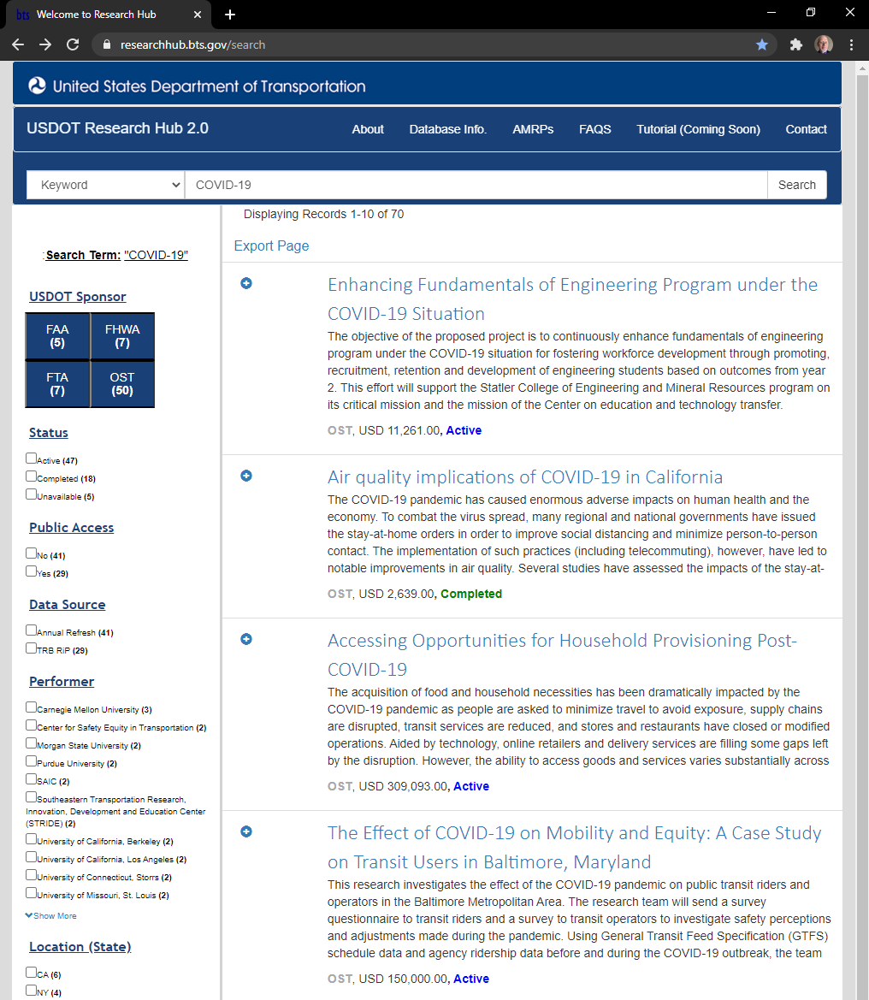 bts Welcome to Research Hub
researchhub.bts.gov/search
United States Department of Transportation
USDOT Research Hub 2.0 About Database Info. AMRPs FAQS Tutorial (Coming Soon) Contact
Keyword COVID-19 Search
Displaying Records 1-10 of 70
Export Page
:Search Term: "COVID-19"
USDOT Sponsor
FAA FHWA
(5) (7)
FTA OST
(7) (50)
Status
Active (47)
Completed (18)
Unavailable (5)
Public Access
No (41)
Yes (29)
Data Source
Annual Refresh (41)
TRB RiP (29)
Performer
Carnegie Mellon University (3)
Center for Safety Equity in Transportation (2)
Morgan State University (2)
Purdue University (2)
SAIC (2)
Southeastern Transportation Research,
Innovation, Development and Education Center
(STRIDE) (2)
University of California, Berkeley (2)
University of California, Los Angeles (2)
University of Connecticut, Storrs (2)
University of Missouri, St. Louis (2)
Show More
Location (State)
CA (6)
NY (4)
Enhancing Fundamentals of Engineering Program under the
COVID-19 Situation
The objective of the proposed project is to continuously enhance fundamentals of engineering
program under the COVID-19 situation for fostering workforce development through promoting,
recruitment, retention and development of engineering students based on outcomes from year
2. This effort will support the Statler College of Engineering and Mineral Resources program on
its critical mission and the mission of the Center on education and technology transfer.
OST, USD 11,261.00, Active
Air quality implications of COVID-19 in California
The COVID-19 pandemic has caused enormous adverse impacts on human health and the
economy. To combat the virus spread, many regional and national governments have issued
the stay-at-home orders in order to improve social distancing and minimize person-to-person
contact. The implementation of such practices (including telecommuting), however, have led to
notable improvements in air quality. Several studies have assessed the impacts of the stay-at-
OST, USD 2,639.00, Completed
Accessing Opportunities for Household Provisioning Post-
COVID-19
The acquisition of food and household necessities has been dramatically impacted by the
COVID-19 pandemic as people are asked to minimize travel to avoid exposure, supply chains
are disrupted, transit services are reduced, and stores and restaurants have closed or modified
operations. Aided by technology, online retailers and delivery services are filling some gaps left
by the disruption. However, the ability to access goods and services varies substantially across
OST, USD 309,093.00, Active
The Effect of COVID-19 on Mobility and Equity: A Case Study
on Transit Users in Baltimore, Maryland
This research investigates the effect of the COVID-19 pandemic on public transit riders and
operators in the Baltimore Metropolitan Area. The research team will send a survey
questionnaire to transit riders and a survey to transit operators to investigate safety perceptions
and adjustments made during the pandemic. Using General Transit Feed Specification (GTFS)
schedule data and agency ridership data before and during the COVID-19 outbreak, the team
OST, USD 150,000.00, Active